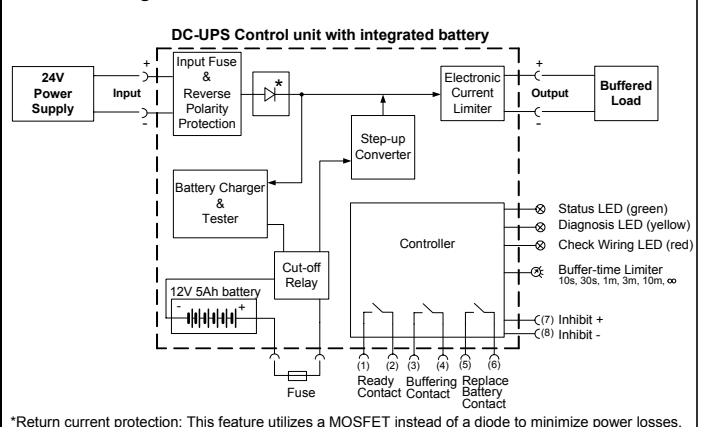 DC-UPS Control unit with integrated battery
24V
Power
Supply
+
Input
-
Input Fuse
&
Reverse
Polarity
Protection
*
Electronic
Current
Limiter
+
Output
-
Buffered
Load
Step-up
Converter
Battery Charger
&
Tester
Cut-off
Relay
12V 5Ah battery
- +
Fuse
Controller
Status LED (green)
Diagnosis LED (yellow)
Check Wiring LED (red)
Buffer-time Limiter
10s, 30s, 1m, 3m, 10m, ∞
(7) Inhibit +
(8) Inhibit -
(1) (2) (3) (4) (5) (6)
Ready
Contact
Buffering
Contact
Replace
Battery
Contact
*Return current protection: This feature utilizes a MOSFET instead of a diode to minimize power losses.